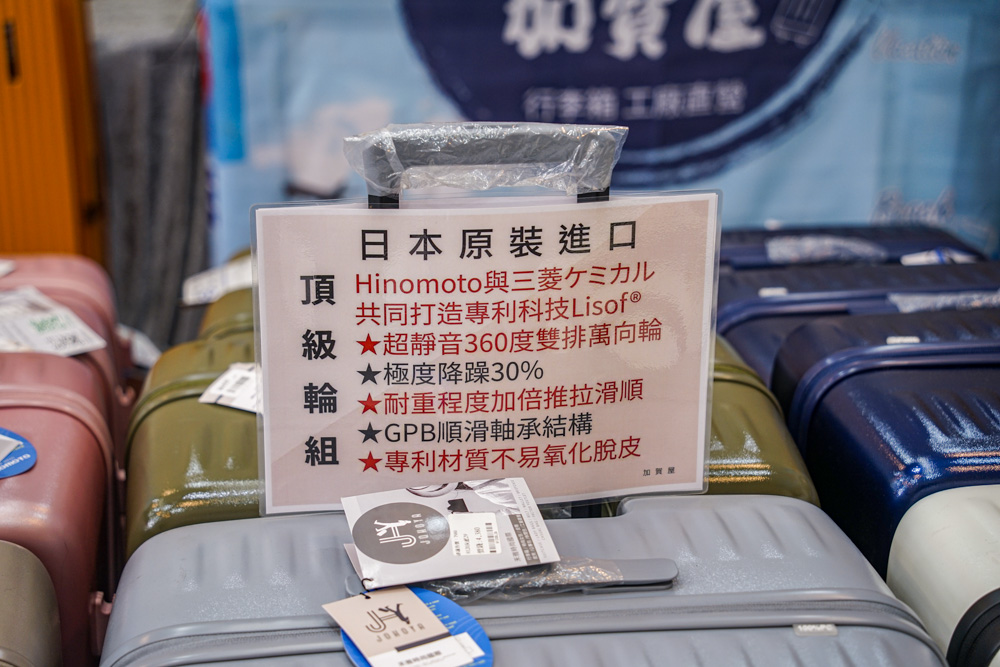 加賀屋
行李箱 工廠直營
日本原裝進口
頂級輪組
Hinomoto與三菱ケミカル
共同打造專利科技Lisof®
★超靜音360度雙排萬向輪
★極度降躁30%
★耐重程度加倍推拉滑順
★GPB順滑軸承結構
★專利材質不易氧化脫皮
加賀屋
JOROYA
JOROYA